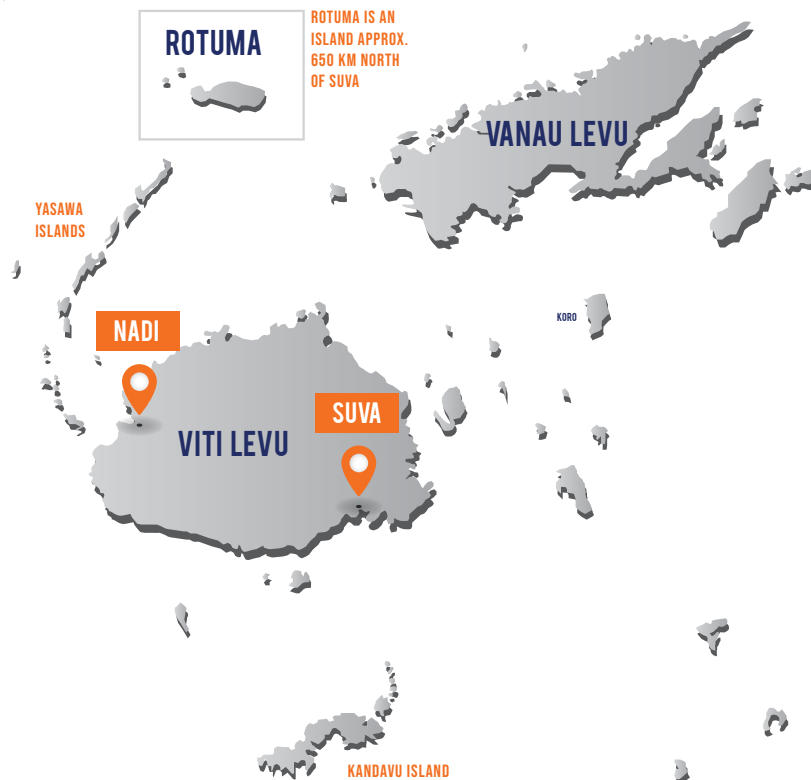 ROTUMA
ROTUMA IS AN
ISLAND APPROX.
650 KM NORTH
OF SUVA
VANAU LEVU
YASAWA
ISLANDS
KORO
NADI
SUVA
VITI LEVU
KANDAVU ISLAND